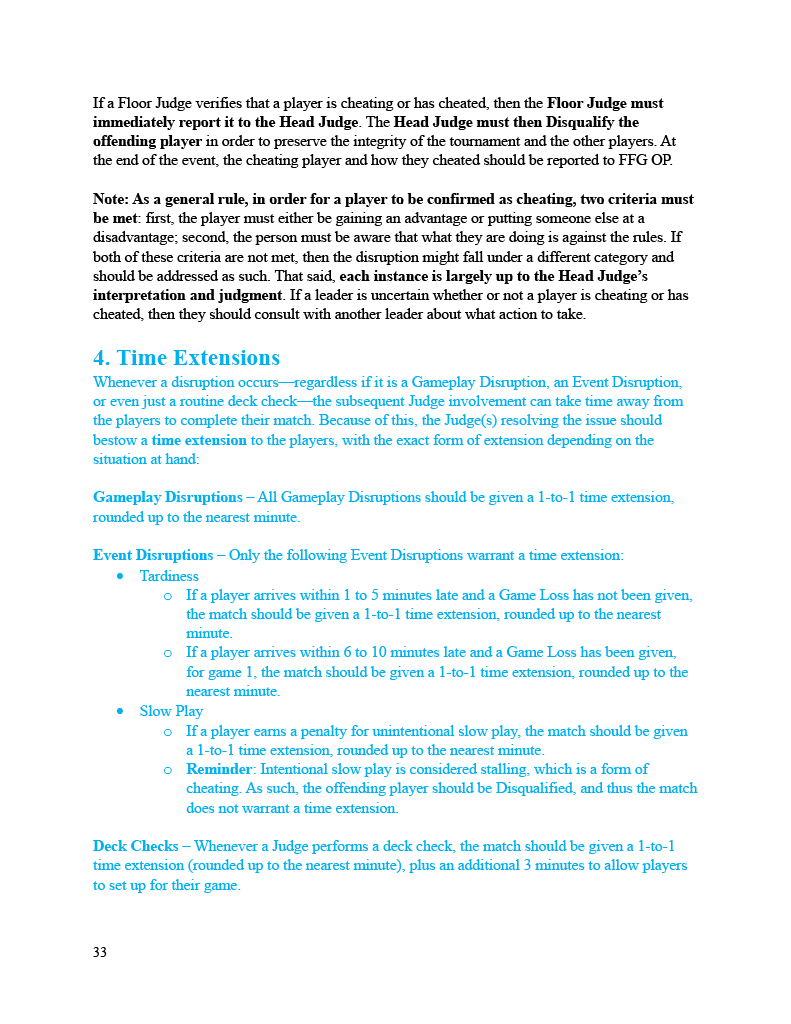 If a Floor Judge verifies that a player is cheating or has cheated, then the Floor Judge must
immediately report it to the Head Judge. The Head Judge must then Disqualify the
offending player in order to preserve the integrity of the tournament and the other players. At
the end of the event, the cheating player and how they cheated should be reported to FFG OP.
Note: As a general rule, in order for a player to be confirmed as cheating, two criteria must
be met: first, the player must either be gaining an advantage or putting someone else at a
disadvantage; second, the person must be aware that what they are doing is against the rules. If
both of these criteria are not met, then the disruption might fall under a different category and
should be addressed as such. That said, each instance is largely up to the Head Judge’s
interpretation and judgment. If a leader is uncertain whether or not a player is cheating or has
cheated, then they should consult with another leader about what action to take.
4. Time Extensions
Whenever a disruption occurs—regardless if it is a Gameplay Disruption, an Event Disruption,
or even just a routine deck check—the subsequent Judge involvement can take time away from
the players to complete their match. Because of this, the Judge(s) resolving the issue should
bestow a time extension to the players, with the exact form of extension depending on the
situation at hand:
Gameplay Disruptions – All Gameplay Disruptions should be given a 1-to-1 time extension,
rounded up to the nearest minute.
Event Disruptions – Only the following Event Disruptions warrant a time extension:
• Tardiness
o If a player arrives within 1 to 5 minutes late and a Game Loss has not been given,
the match should be given a 1-to-1 time extension, rounded up to the nearest
minute.
o If a player arrives within 6 to 10 minutes late and a Game Loss has been given,
for game 1, the match should be given a 1-to-1 time extension, rounded up to the
nearest minute.
• Slow Play
o If a player earns a penalty for unintentional slow play, the match should be given
a 1-to-1 time extension, rounded up to the nearest minute.
o Reminder: Intentional slow play is considered stalling, which is a form of
cheating. As such, the offending player should be Disqualified, and thus the match
does not warrant a time extension.
Deck Checks – Whenever a Judge performs a deck check, the match should be given a 1-to-1
time extension (rounded up to the nearest minute), plus an additional 3 minutes to allow players
to set up for their game.
33